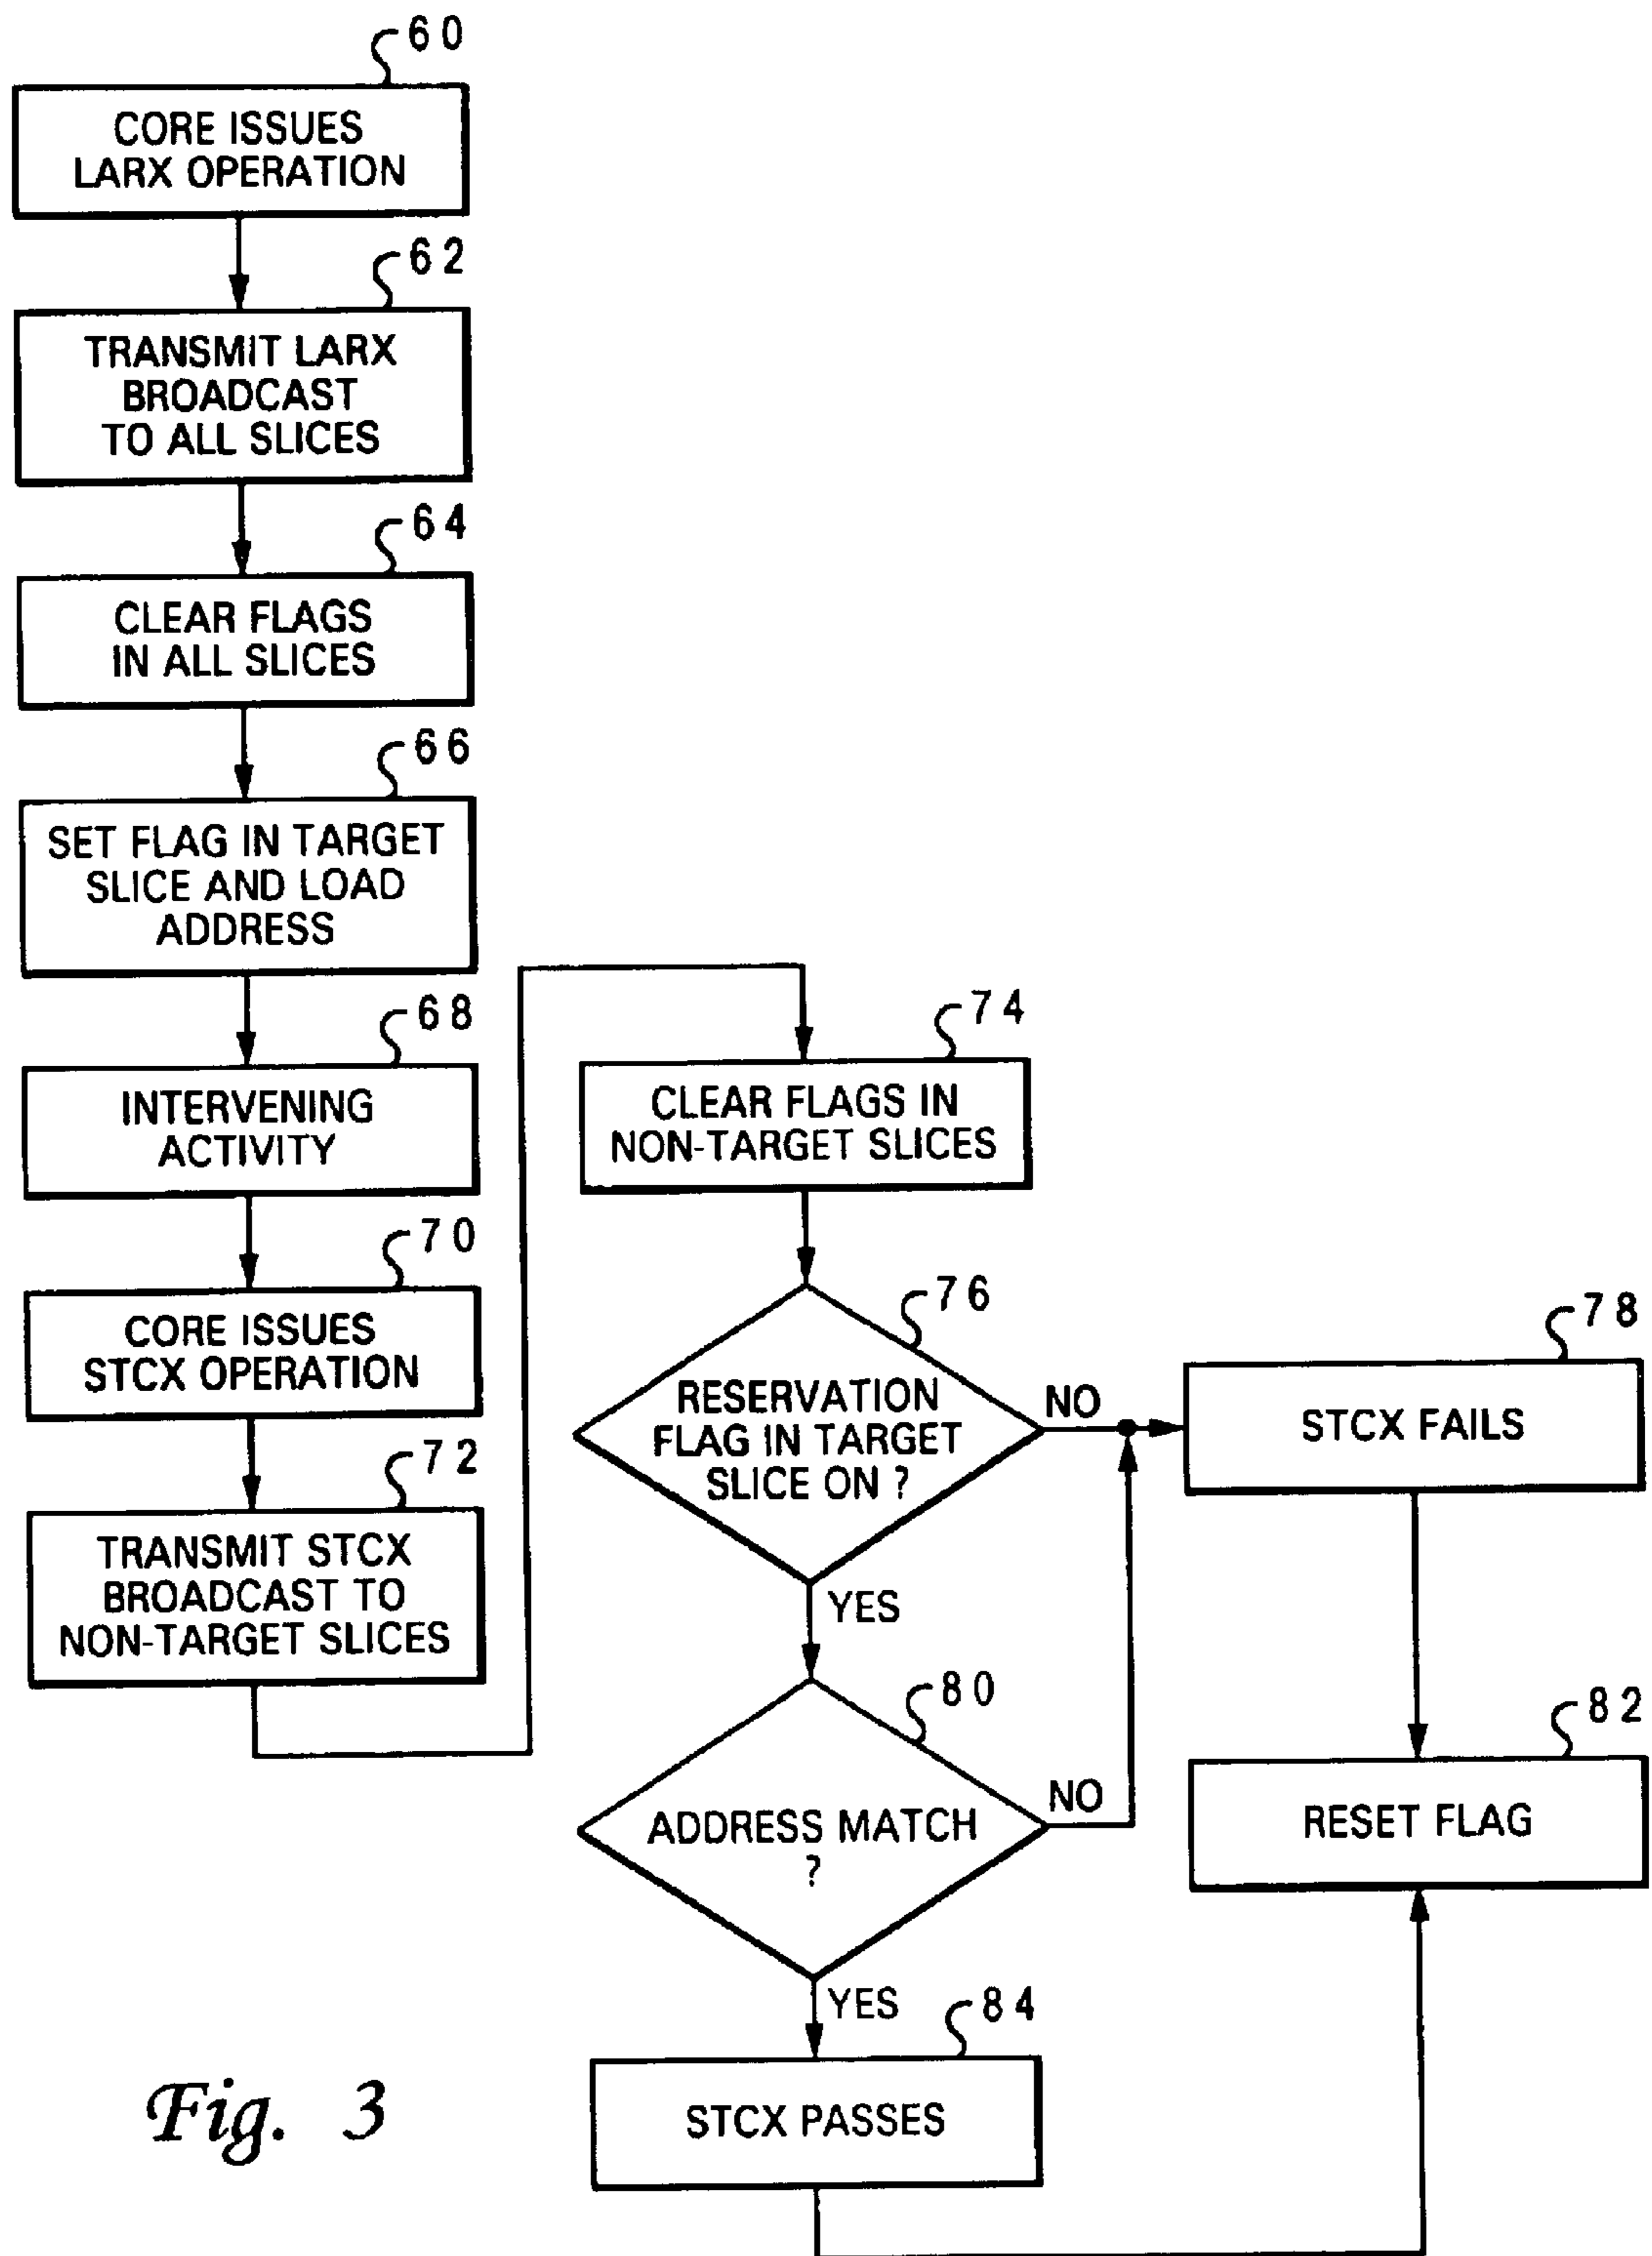 60
CORE ISSUES
LARX OPERATION
62
TRANSMIT LARX
BROADCAST
TO ALL SLICES
64
CLEAR FLAGS
IN ALL SLICES
66
SET FLAG IN TARGET
SLICE AND LOAD
ADDRESS
68
INTERVENING
ACTIVITY
70
CORE ISSUES
STCX OPERATION
72
TRANSMIT STCX
BROADCAST TO
NON-TARGET SLICES
74
CLEAR FLAGS IN
NON-TARGET SLICES
76
RESERVATION
FLAG IN TARGET
SLICE ON ?
NO
YES
78
STCX FAILS
80
ADDRESS MATCH
?
NO
YES
82
RESET FLAG
84
STCX PASSES
Fig. 3